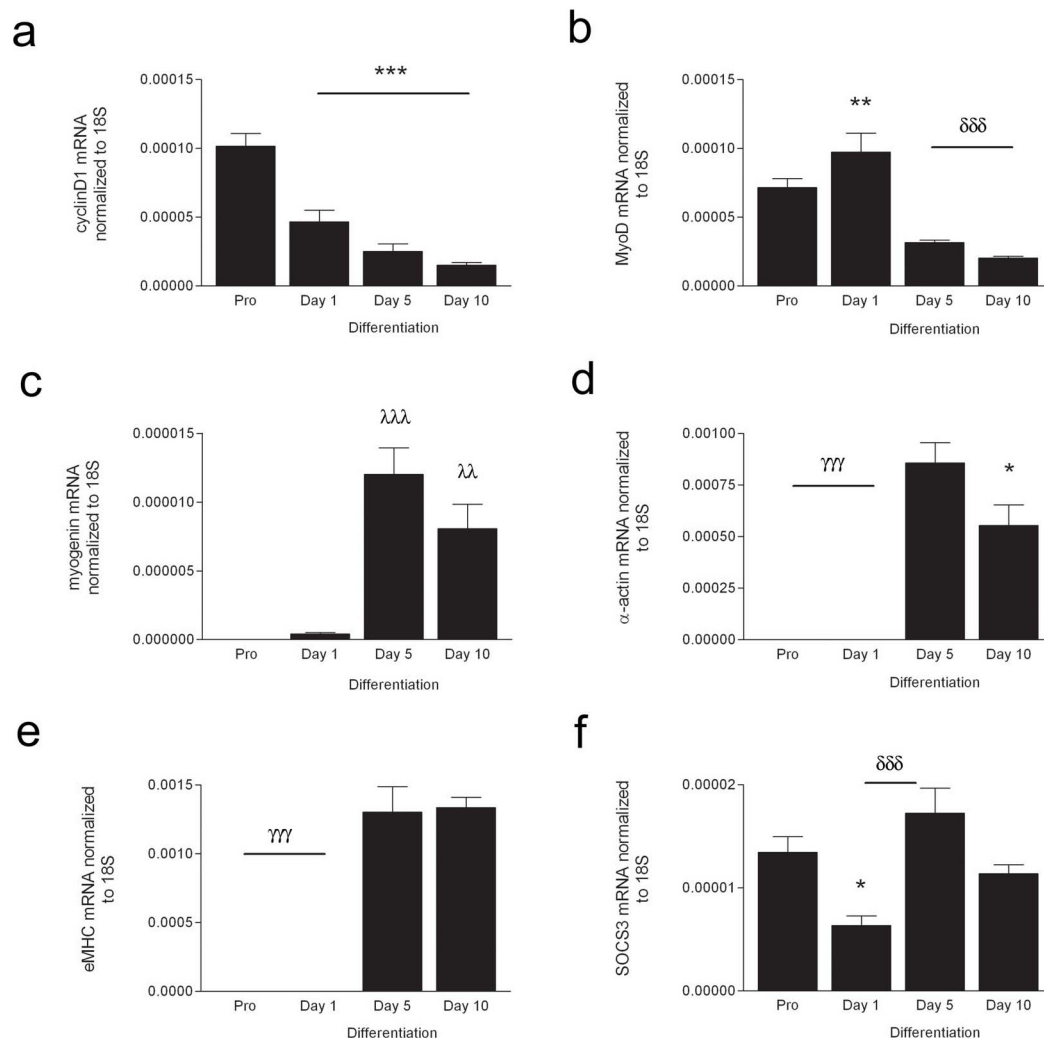 a
***
0.00015
0.00010
0.00005
0.00000
cyclinD1 mRNA
normalized to 18S
Pro Day 1 Day 5 Day 10
Differentiation
b
**
δδδ
0.00015
0.00010
0.00005
0.00000
MyoD mRNA normalized
to 18S
Pro Day 1 Day 5 Day 10
Differentiation
c
λλλ
λλ
0.000015
0.000010
0.000005
0.000000
myogenin mRNA
normalized to 18S
Pro Day 1 Day 5 Day 10
Differentiation
d
γγγ
*
0.00100
0.00075
0.00050
0.00025
0.00000
α-actin mRNA normalized
to 18S
Pro Day 1 Day 5 Day 10
Differentiation
e
γγγ
0.0015
0.0010
0.0005
0.0000
eMHC mRNA normalized
to 18S
Pro Day 1 Day 5 Day 10
Differentiation
f
δδδ
*
0.00002
0.00001
0.00000
SOCS3 mRNA normalized
to 18S
Pro Day 1 Day 5 Day 10
Differentiation